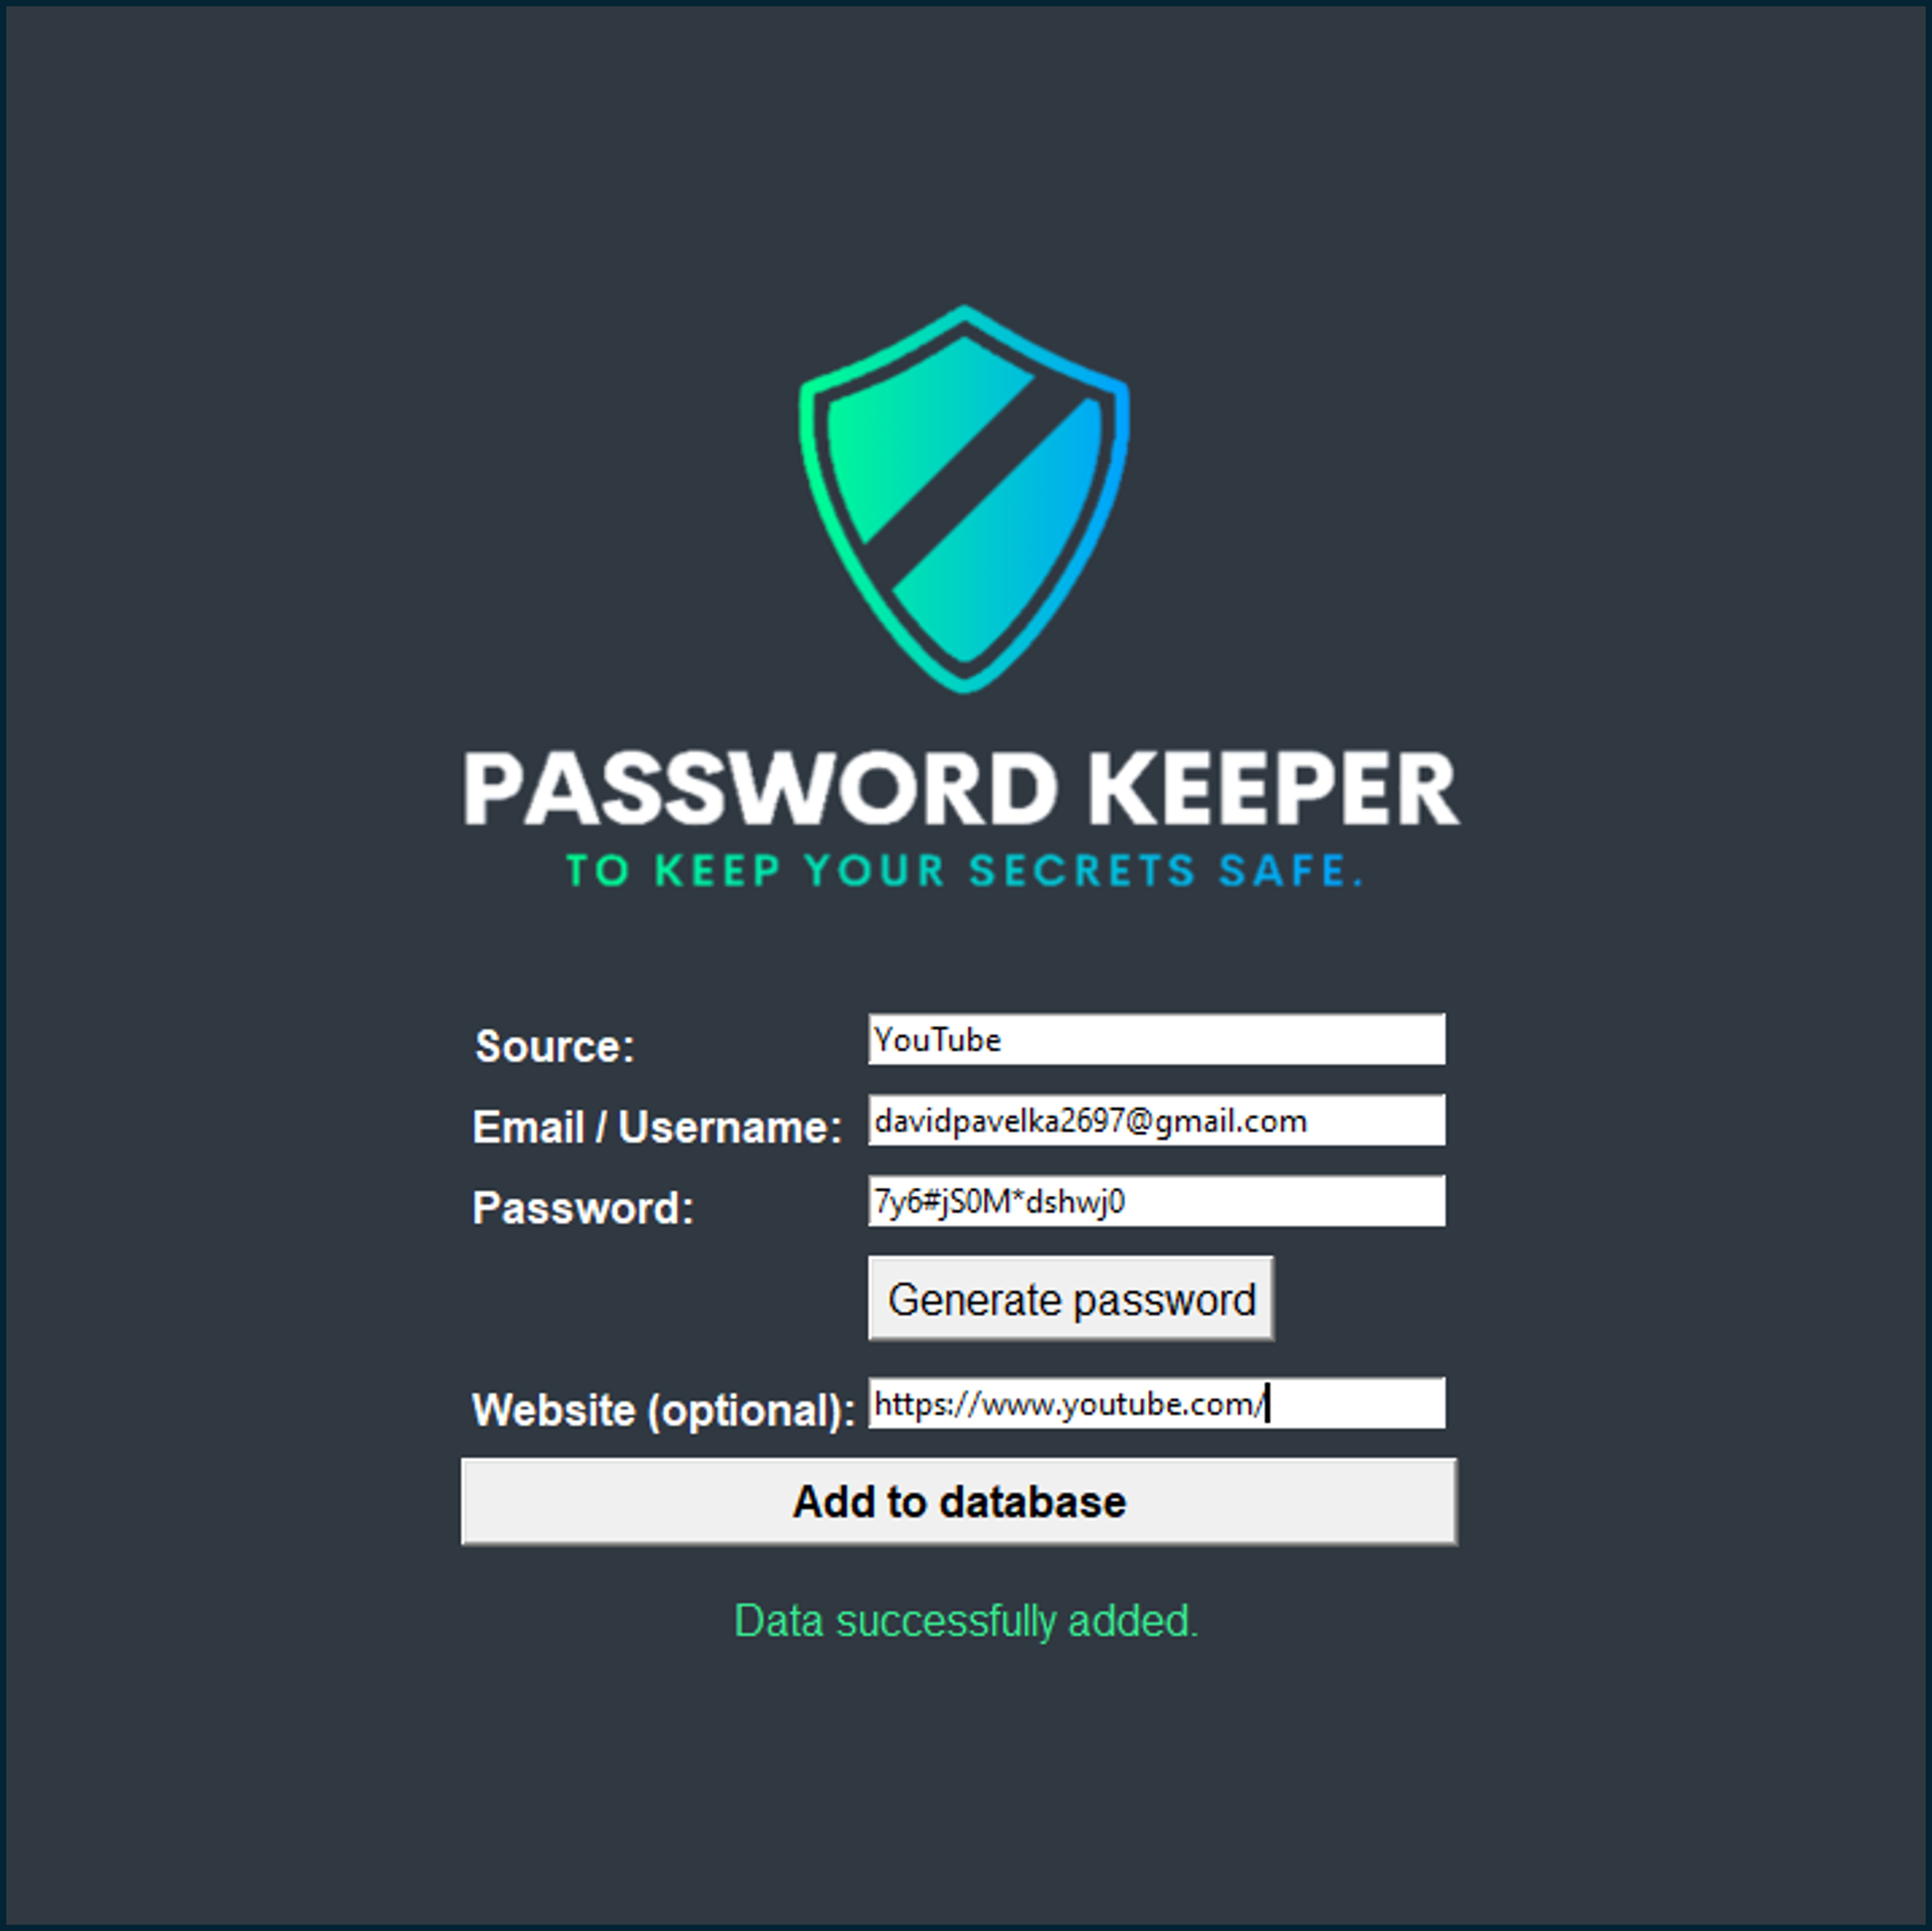 PASSWORD KEEPER
TO KEEP YOUR SECRETS SAFE.
Source: YouTube
Email / Username: davidpavelka2697@gmail.com
Password: 7y6#jS0M*dshwj0
Generate password
Website (optional): https://www.youtube.com/
Add to database
Data successfully added.